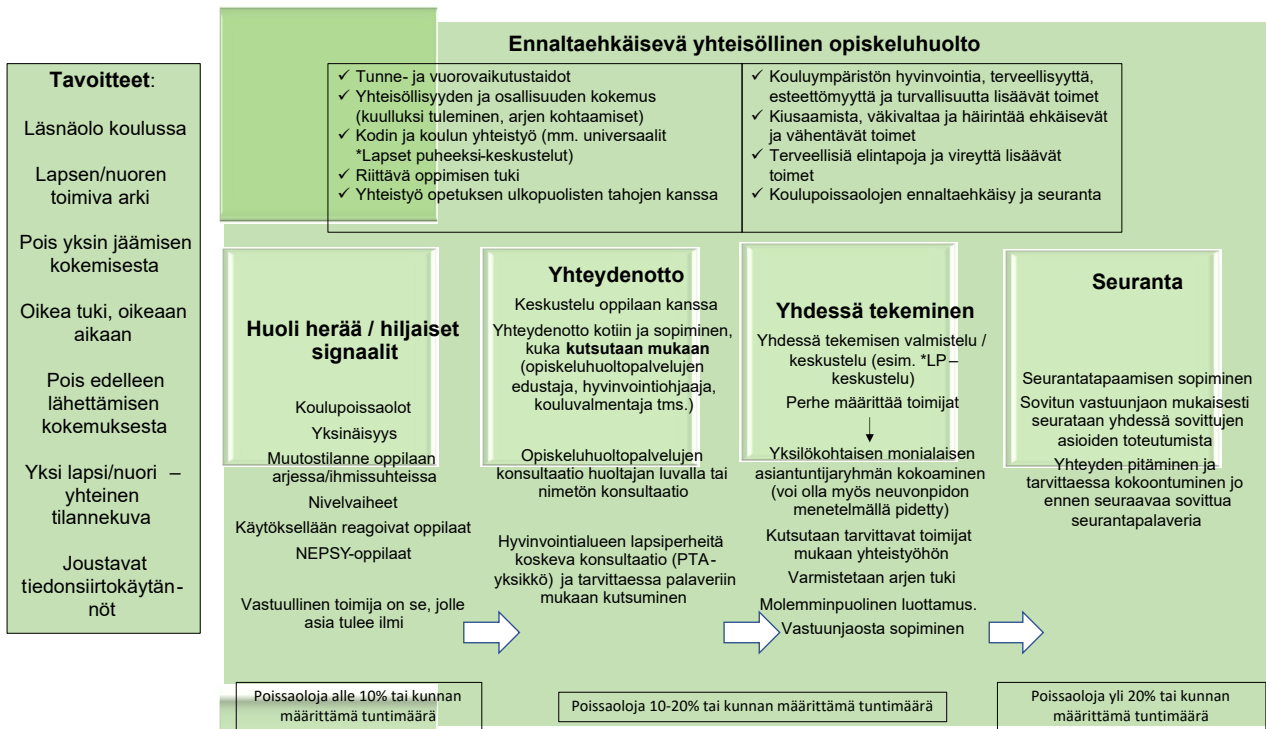 Ennaltaehkäisevä yhteisöllinen opiskeluhuolto
Tavoitteet:
Läsnäolo koulussa
Lapsen/nuoren
toimiva arki
Pois yksin jäämisen
kokemisesta
Oikea tuki, oikeaan
aikaan
Pois edelleen
lähettämisen
kokemuksesta
Yksi lapsi/nuori –
yhteinen
tilannekuva
Joustavat
tiedonsiirtokäytän-
nöt
✓ Tunne- ja vuorovaikutustaidot
✓ Yhteisöllisyyden ja osallisuuden kokemus
(kuulluksi tuleminen, arjen kohtaamiset)
✓ Kodin ja koulun yhteistyö (mm. universaalit
*Lapset puheeksi-keskustelut)
✓ Riittävä oppimisen tuki
✓ Yhteistyö opetuksen ulkopuolisten tahojen kanssa
✓ Kouluympäristön hyvinvointia, terveellisyyttä,
esteettömyyttä ja turvallisuutta lisäävät toimet
✓ Kiusaamista, väkivaltaa ja häirintää ehkäisevät
ja vähentävät toimet
✓ Terveellisiä elintapoja ja vireyttä lisäävät
toimet
✓ Koulupoissaolojen ennaltaehkäisy ja seuranta
Huoli herää / hiljaiset
signaalit
Koulupoissaolot
Yksinäisyys
Muutostilanne oppilaan
arjessa/ihmissuhteissa
Nivelvaiheet
Käytöksellään reagoivat oppilaat
NEPSY-oppilaat
Vastuullinen toimija on se, jolle
asia tulee ilmi
Yhteydenotto
Keskustelu oppilaan kanssa
Yhteydenotto kotiin ja sopiminen,
kuka kutsutaan mukaan
(opiskeluhuoltopalvelujen
edustaja, hyvinvointiohjaaja,
kouluvalmentaja tms.)
Opiskeluhuoltopalvelujen
konsultaatio huoltajan luvalla tai
nimetön konsultaatio
Hyvinvointialueen lapsiperheitä
koskeva konsultaatio (PTA-
yksikkö) ja tarvittaessa palaveriin
mukaan kutsuminen
Yhdessä tekeminen
Yhdessä tekemisen valmistelu /
keskustelu (esim. *LP–
keskustelu)
Perhe määrittää toimijat
Yksilökohtaisen monialaisen
asiantuntijaryhmän kokoaminen
(voi olla myös neuvonpidon
menetelmällä pidetty)
Kutsutaan tarvittavat toimijat
mukaan yhteistyöhön
Varmistetaan arjen tuki
Molemminpuolinen luottamus.
Vastuunjaosta sopiminen
Seuranta
Seurantatapaamisen sopiminen
Sovitun vastuunjaon mukaisesti
seurataan yhdessä sovittujen
asioiden toteutumista
Yhteyden pitäminen ja
tarvittaessa kokoontuminen jo
ennen seuraavaa sovittua
seurantapalaveria
Poissaoloja alle 10% tai kunnan
määrittämä tuntimäärä
Poissaoloja 10-20% tai kunnan määrittämä tuntimäärä
Poissaoloja yli 20% tai kunnan
määrittämä tuntimäärä